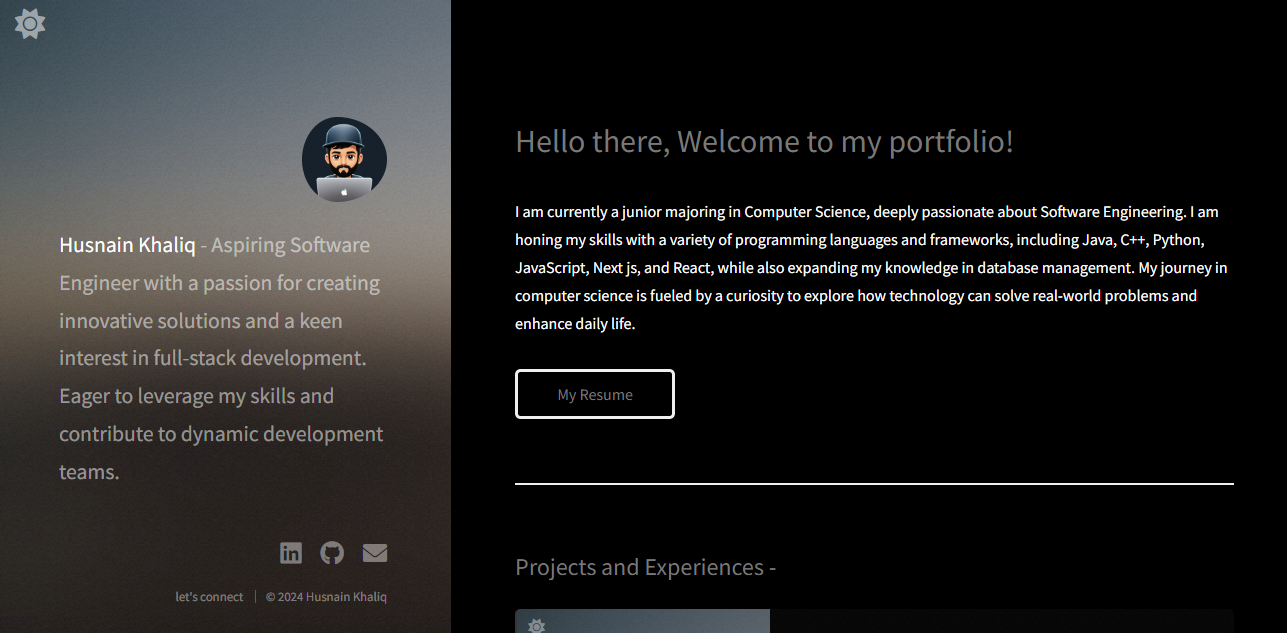 Husnain Khaliq - Aspiring Software
Engineer with a passion for creating
innovative solutions and a keen
interest in full-stack development.
Eager to leverage my skills and
contribute to dynamic development
teams.
let's connect
© 2024 Husnain Khaliq
Hello there, Welcome to my portfolio!
I am currently a junior majoring in Computer Science, deeply passionate about Software Engineering. I am
honing my skills with a variety of programming languages and frameworks, including Java, C++, Python,
JavaScript, Next js, and React, while also expanding my knowledge in database management. My journey in
computer science is fueled by a curiosity to explore how technology can solve real-world problems and
enhance daily life.
My Resume
Projects and Experiences -